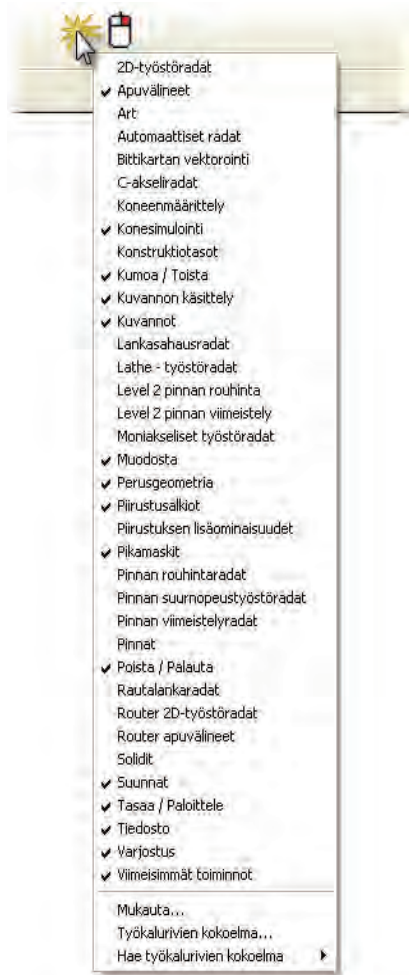 2D-työstöradat
Apuvälineet
Art
Automaattiset radat
Bittikartan vektorointi
C-akseliradat
Koneenmäärittely
Konesimulointi
Konstruktiotasot
Kumoa / Toista
Kuvannon käsittely
Kuvannot
Lankasahausradat
Lathe - työstöradat
Level 2 pinnan rouhinta
Level 2 pinnan viimeistely
Moniakseliset työstöradat
Muodosta
Perusgeometria
Piirustusalkiot
Piirustuksen lisäominaisuudet
Pikamaskit
Pinnan rouhintaradat
Pinnan suurnopeustyöstöradat
Pinnan viimeistelyradat
Pinnat
Poista / Palauta
Rautalankaradat
Router 2D-työstöradat
Router apuvälineet
Solidit
Suunnat
Tasaa / Paloittele
Tiedosto
Varjostus
Viimeisimmät toiminnot
Mukauta...
Työkalurivien kokoelma...
Hae työkalurivien kokoelma